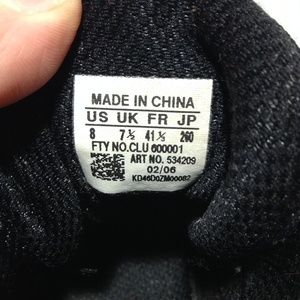 MADE IN CHINA
US UK FR JP
8 7½ 41⅓ 260
FTY NO.CLU 600001
ART NO. 534209
02/06
KD46D0ZM00082